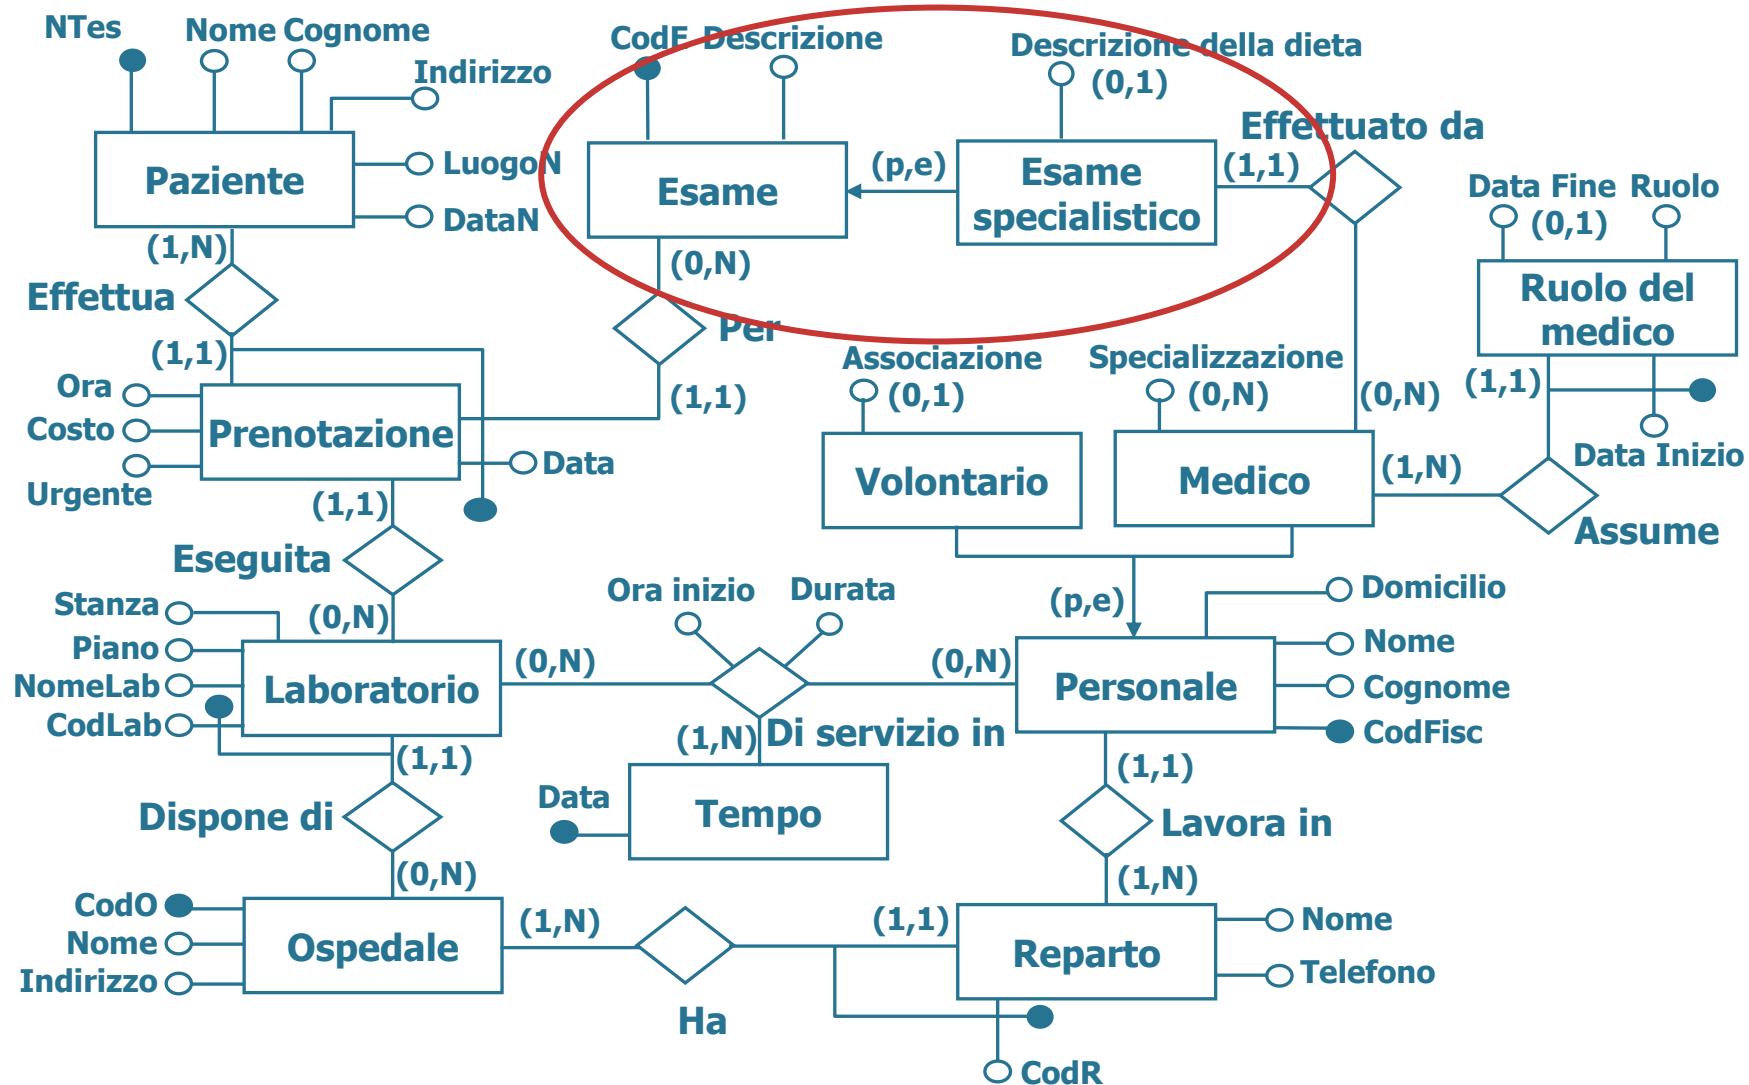 NTes
Nome Cognome
Indirizzo
CodE Descrizione
Descrizione della dieta
(0,1)
Effettuato da
Paziente
LuogoN
DataN
Esame
(p,e)
Esame
specialistico
(1,1)
Data Fine Ruolo
(0,1)
Ruolo del
medico
(1,N)
Effettua
(1,1)
(0,N)
Per
(1,1)
Ora
Costo
Urgente
Prenotazione
Data
Associazione
(0,1)
Specializzazione
(0,N)
(0,N)
(1,1)
Data Inizio
Volontario
Medico
(1,N)
Assume
(1,1)
Eseguita
(0,N)
Stanza
Piano
NomeLab
CodLab
Laboratorio
(0,N)
Ora inizio
Durata
(0,N)
(p,e)
Personale
Domicilio
Nome
Cognome
CodFisc
(1,1)
(1,N)
Di servizio in
(1,1)
Dispone di
Data
Tempo
Lavora in
(0,N)
(1,N)
CodO
Nome
Indirizzo
Ospedale
(1,N)
Ha
(1,1)
Reparto
Nome
Telefono
CodR